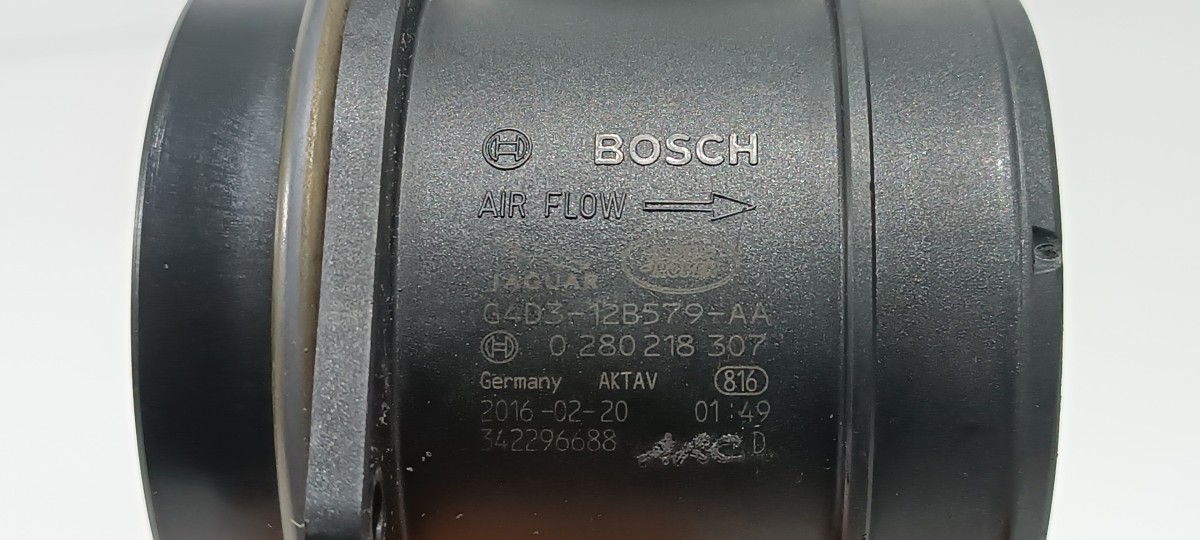 BOSCH
AIR FLOW
JAGUAR
G4D3-12B579-AA
0 280 218 307
Germany AKTAV 816
2016-02-20 01:49
342296688 D